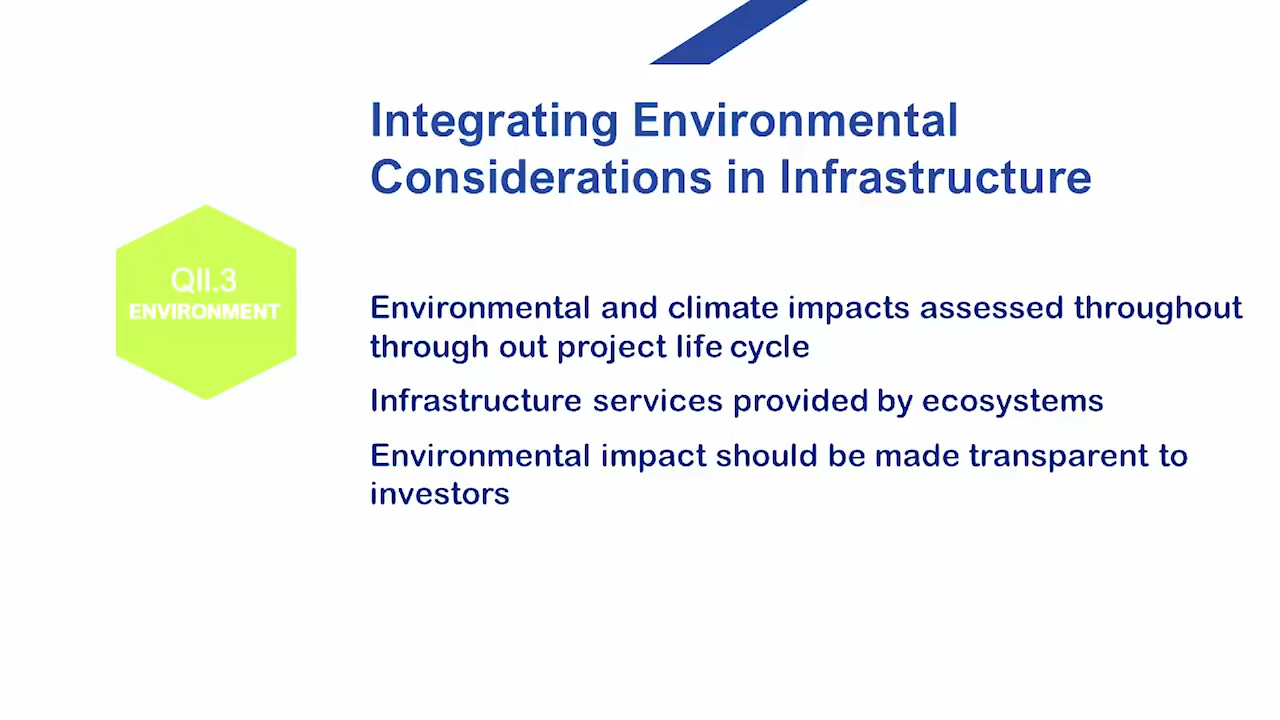 Integrating Environmental
Considerations in Infrastructure
QII.3
ENVIRONMENT
Environmental and climate impacts assessed throughout
through out project life cycle
Infrastructure services provided by ecosystems
Environmental impact should be made transparent to
investors